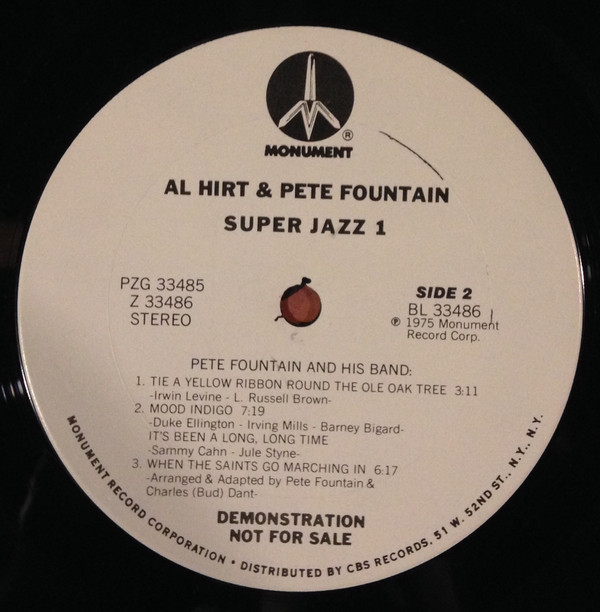 ®
MONUMENT
AL HIRT & PETE FOUNTAIN
SUPER JAZZ 1
PZG 33485
Z 33486
STEREO
SIDE 2
BL 33486
℗ 1975 Monument
Record Corp.
PETE FOUNTAIN AND HIS BAND:
1. TIE A YELLOW RIBBON ROUND THE OLE OAK TREE 3:11
-Irwin Levine - L. Russell Brown-
2. MOOD INDIGO 7:19
-Duke Ellington - Irving Mills - Barney Bigard-
IT'S BEEN A LONG, LONG TIME
-Sammy Cahn - Jule Styne-
3. WHEN THE SAINTS GO MARCHING IN 6:17
-Arranged & Adapted by Pete Fountain &
Charles (Bud) Dant-
DEMONSTRATION
NOT FOR SALE
MONUMENT RECORD CORPORATION • DISTRIBUTED BY CBS RECORDS, 51 W. 52ND ST., N.Y., N.Y.